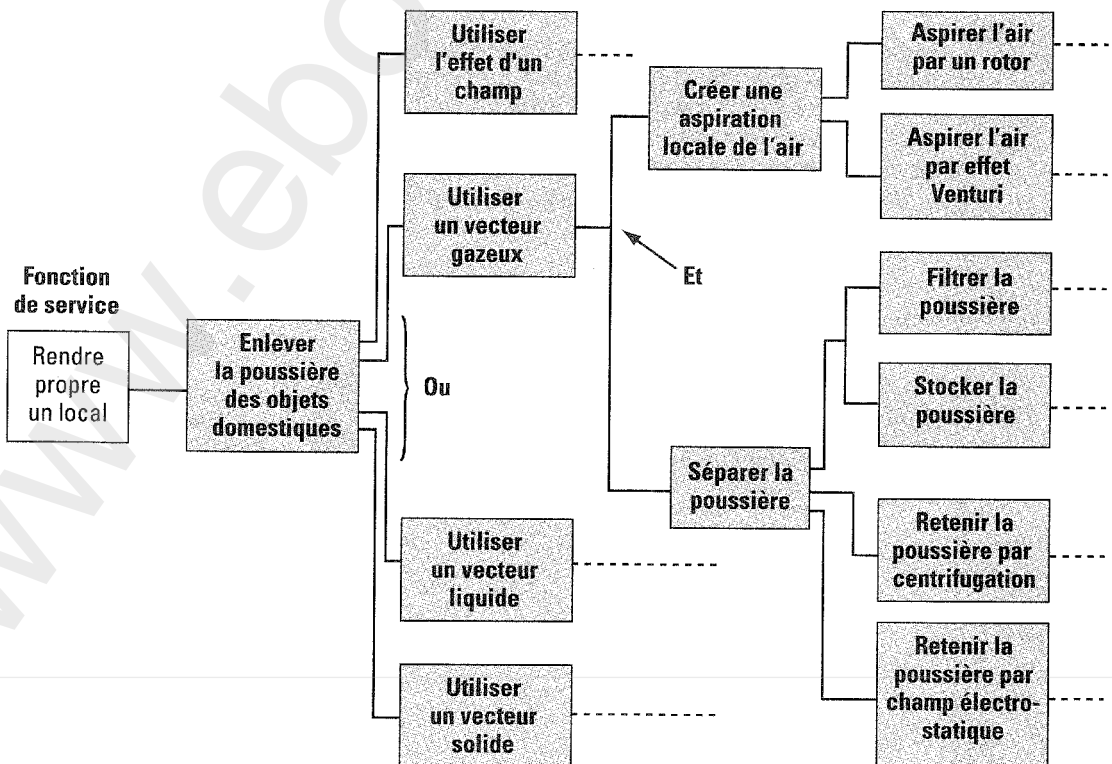 Fonction
de service
Rendre
propre
un local
Enlever
la poussière
des objets
domestiques
Ou
Utiliser
l'effet d'un
champ
Utiliser
un vecteur
gazeux
Utiliser
un vecteur
liquide
Utiliser
un vecteur
solide
Et
Créer une
aspiration
locale de l'air
Séparer la
poussière
Aspirer l'air
par un rotor
Aspirer l'air
par effet
Venturi
Filtrer la
poussière
Stocker la
poussière
Retenir la
poussière par
centrifugation
Retenir la
poussière par
champ électro-
statique
www.ebo